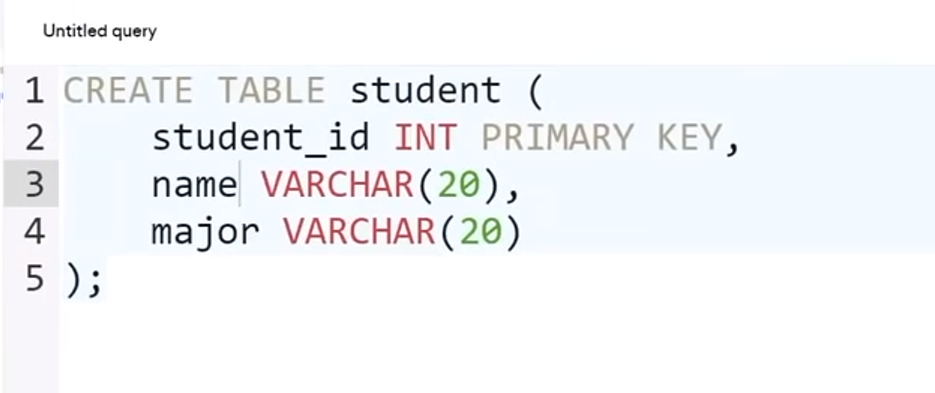 Untitled query
1 CREATE TABLE student (
2 student_id INT PRIMARY KEY,
3 name VARCHAR(20),
4 major VARCHAR(20)
5 );